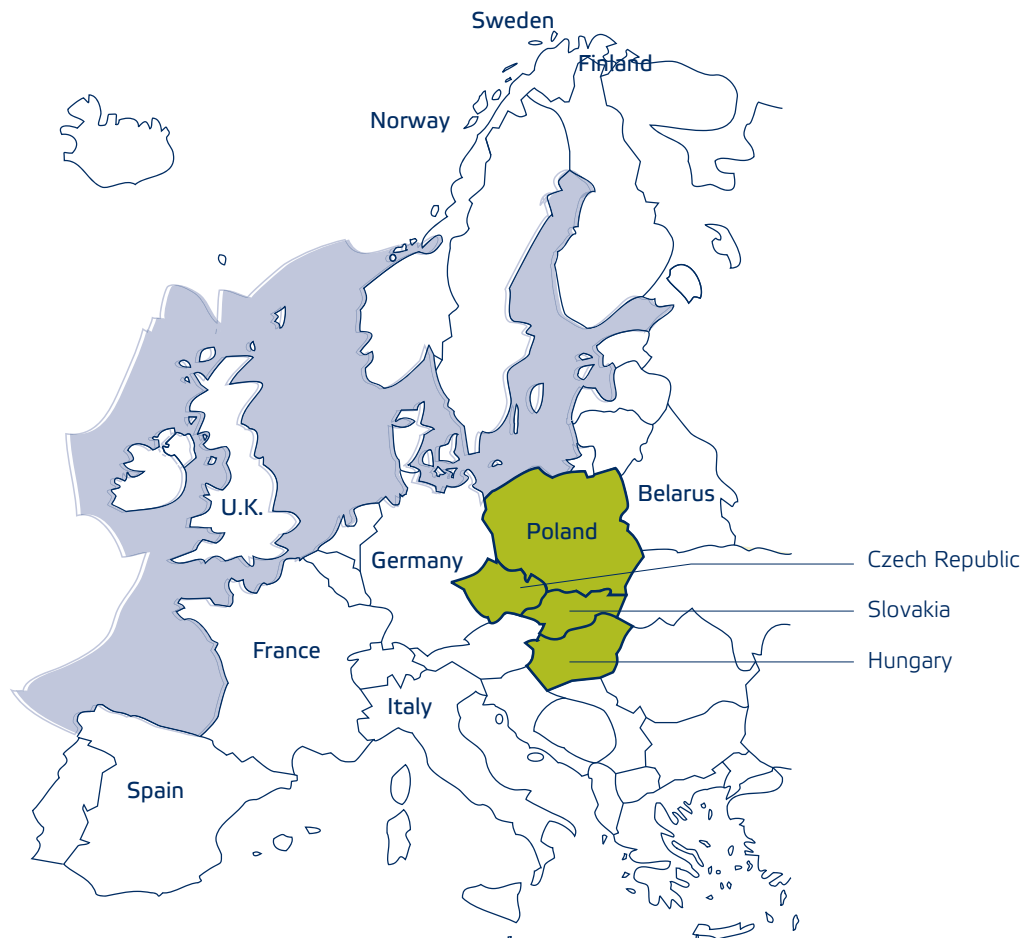 Sweden
Finland
Norway
Belarus
U.K.
Poland
Germany
Czech Republic
Slovakia
France
Hungary
Italy
Spain